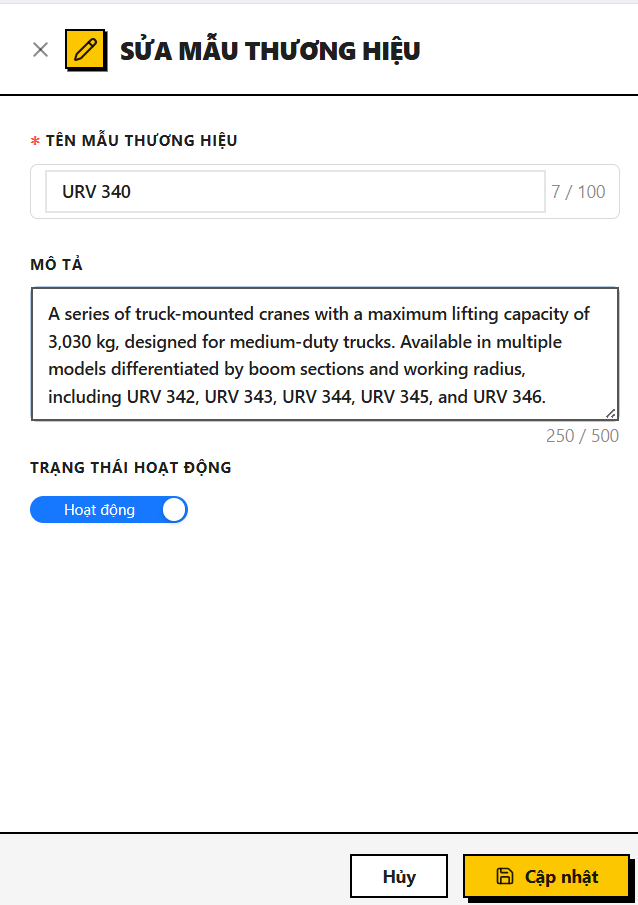 SỬA MẪU THƯƠNG HIỆU
* TÊN MẪU THƯƠNG HIỆU
URV 340 7 / 100
MÔ TẢ
A series of truck-mounted cranes with a maximum lifting capacity of
3,030 kg, designed for medium-duty trucks. Available in multiple
models differentiated by boom sections and working radius,
including URV 342, URV 343, URV 344, URV 345, and URV 346.
250 / 500
TRẠNG THÁI HOẠT ĐỘNG
Hoạt động
Hủy Cập nhật